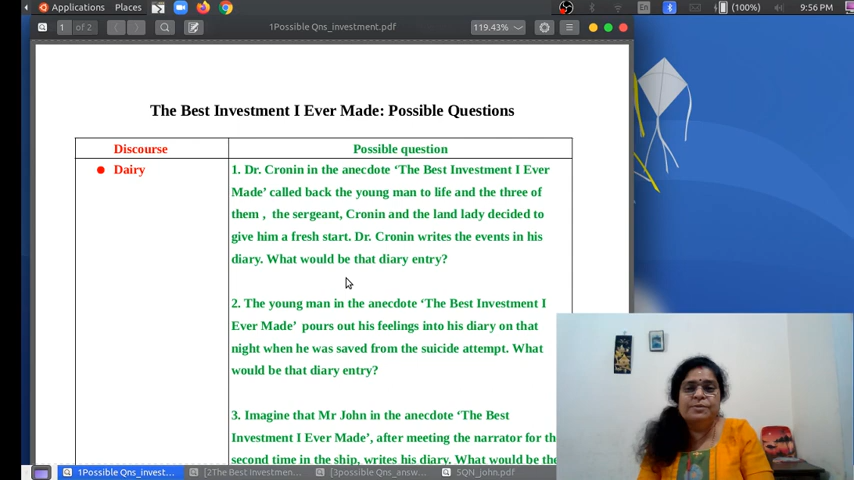 Applications Places En (100%) 9:56 PM
1 of 2 1Possible Qns_investment.pdf 119.43%
The Best Investment I Ever Made: Possible Questions
Discourse Possible question
Dairy
1. Dr. Cronin in the anecdote ‘The Best Investment I Ever
Made’ called back the young man to life and the three of
them , the sergeant, Cronin and the land lady decided to
give him a fresh start. Dr. Cronin writes the events in his
diary. What would be that diary entry?
2. The young man in the anecdote ‘The Best Investment I
Ever Made’ pours out his feelings into his diary on that
night when he was saved from the suicide attempt. What
would be that diary entry?
3. Imagine that Mr John in the anecdote ‘The Best
Investment I Ever Made’, after meeting the narrator for th
second time in the ship, writes his diary. What would be the
1Possible Qns_invest... [2The Best Investmen... [3possible Qns_answ... 5QN_john.pdf